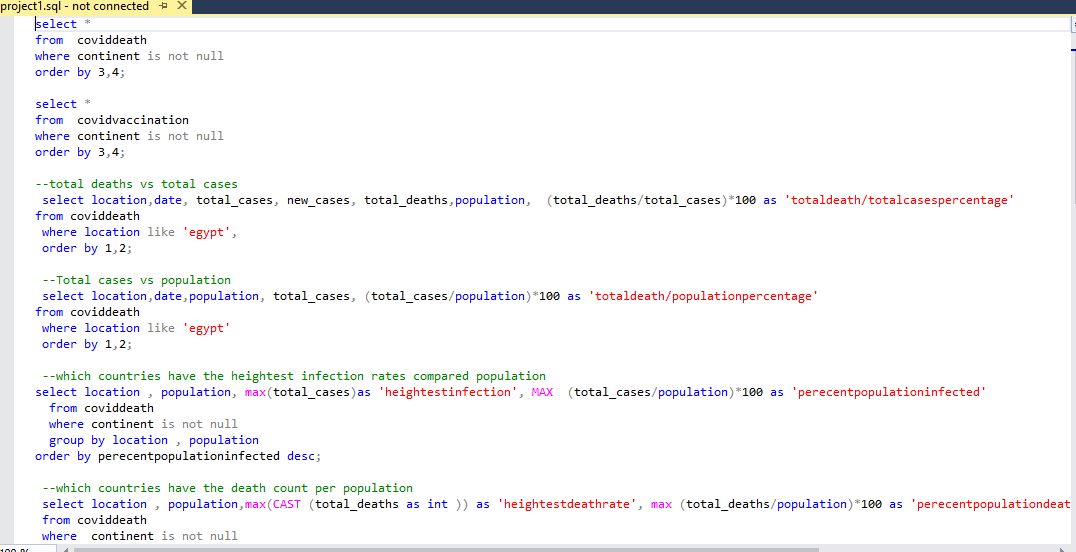 project1.sql - not connected
select *
from  coviddeath
where continent is not null
order by 3,4;
select *
from  covidvaccination
where continent is not null
order by 3,4;
--total deaths vs total cases
select location,date, total_cases, new_cases, total_deaths,population,  (total_deaths/total_cases)*100 as 'totaldeath/totalcasespercentage'
from coviddeath
where location like 'egypt',
order by 1,2;
--Total cases vs population
select location,date,population, total_cases, (total_cases/population)*100 as 'totaldeath/populationpercentage'
from coviddeath
where location like 'egypt'
order by 1,2;
--which countries have the heightest infection rates compared population
select location , population, max(total_cases)as 'heightestinfection', MAX  (total_cases/population)*100 as 'perecentpopulationinfected'
from coviddeath
where continent is not null
group by location , population
order by perecentpopulationinfected desc;
--which countries have the death count per population
select location , population,max(CAST (total_deaths as int )) as 'heightestdeathrate', max (total_deaths/population)*100 as 'perecentpopulationdeat
from coviddeath
where  continent is not null